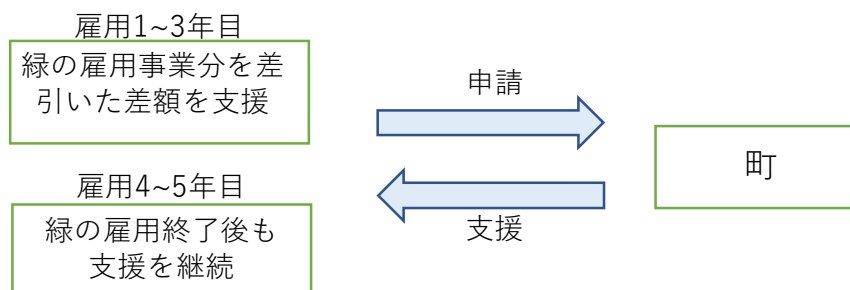 雇用1~3年目
緑の雇用事業分を差
引いた差額を支援
申請
町
雇用4~5年目
緑の雇用終了後も
支援を継続
支援